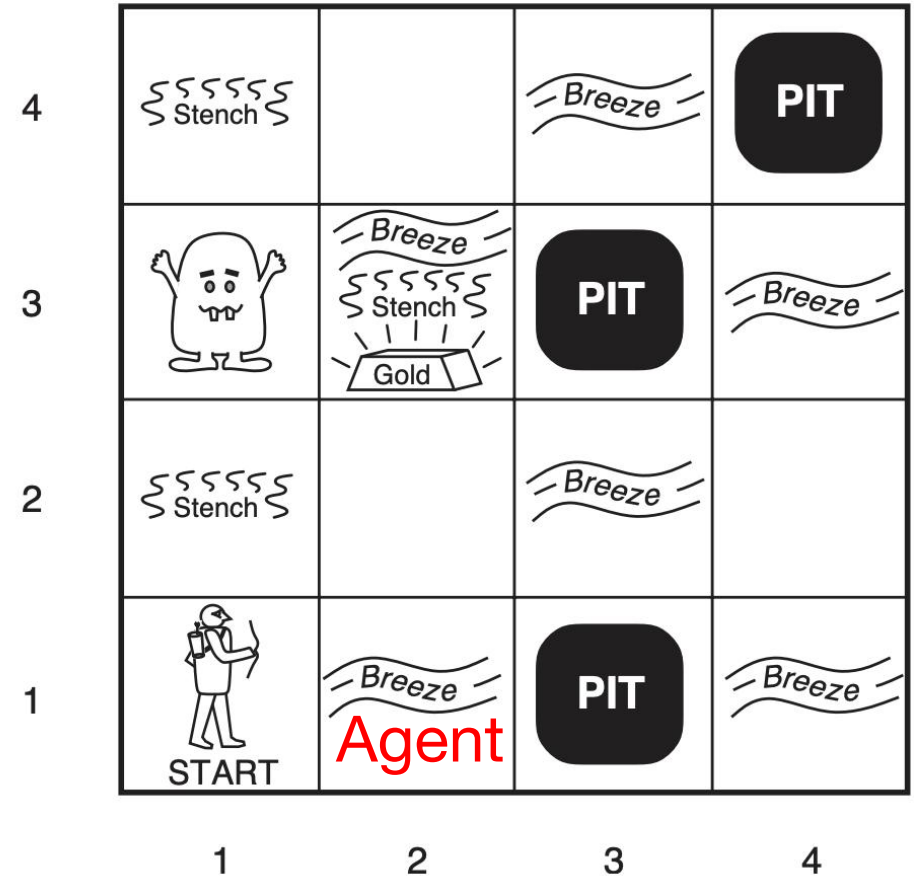 4
Stench
Breeze
PIT
3
Breeze
Stench
Gold
PIT
Breeze
2
Stench
Breeze
1
START
Breeze
Agent
PIT
Breeze
1 2 3 4